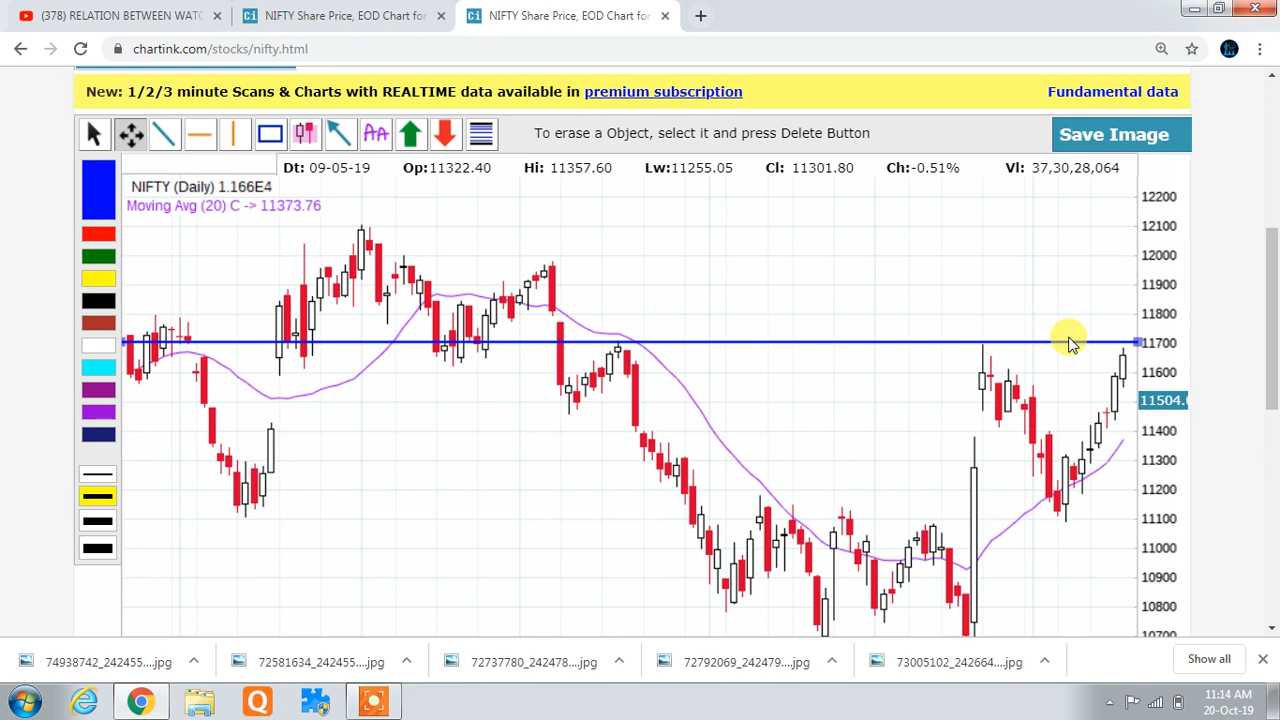 (378) RELATION BETWEEN WATC
NIFTY Share Price, EOD Chart for
NIFTY Share Price, EOD Chart for
chartink.com/stocks/nifty.html
New: 1/2/3 minute Scans & Charts with REALTIME data available in premium subscription
Fundamental data
To erase a Object, select it and press Delete Button
Save Image
Dt: 09-05-19 Op:11322.40 Hi: 11357.60 Lw:11255.05 Cl: 11301.80 Ch:-0.51% Vl: 37,30,28,064
NIFTY (Daily) 1.166E4
Moving Avg (20) C -> 11373.76
12200
12100
12000
11900
11800
11700
11600
11504.
11400
11300
11200
11100
11000
10900
10800
10700
74938742_242455....jpg
72581634_242455....jpg
72737780_242478....jpg
72792069_242479....jpg
73005102_242664....jpg
Show all
11:14 AM
20-Oct-19